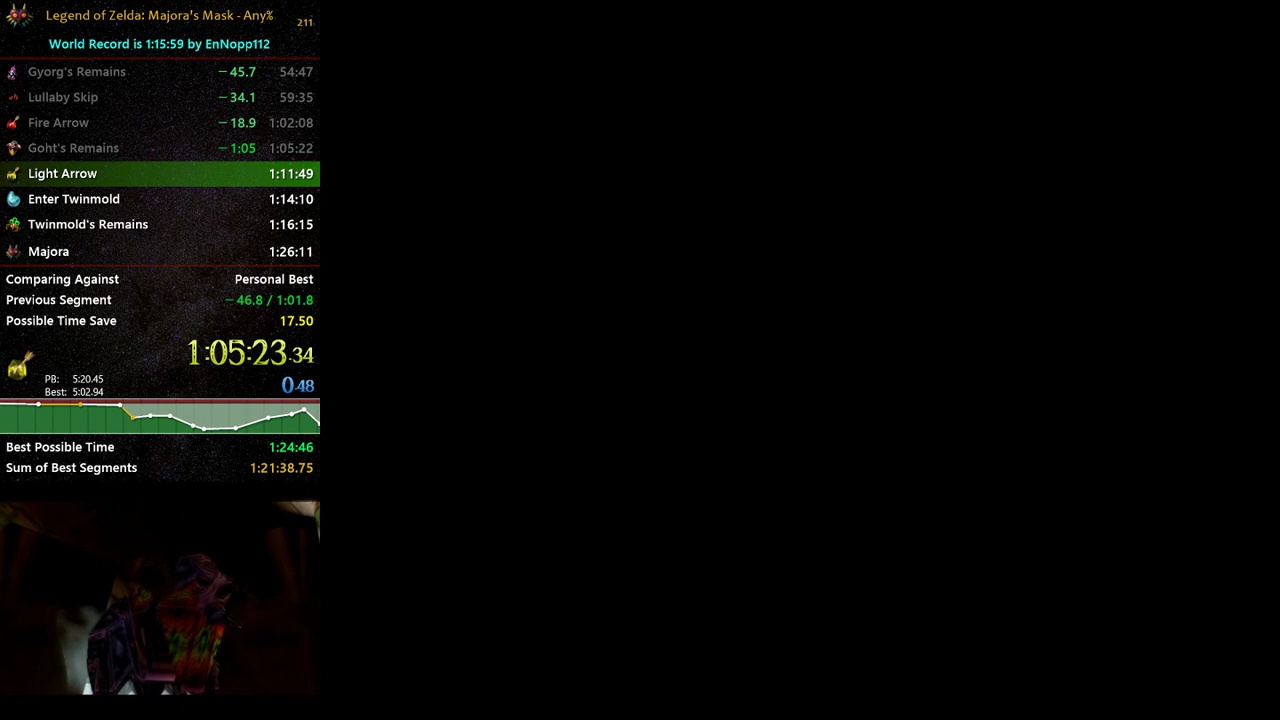 Legend of Zelda: Majora's Mask - Any%
211
World Record is 1:15:59 by EnNopp112
Gyorg's Remains −45.7 54:47
Lullaby Skip −34.1 59:35
Fire Arrow −18.9 1:02:08
Goht's Remains −1:05 1:05:22
Light Arrow 1:11:49
Enter Twinmold 1:14:10
Twinmold's Remains 1:16:15
Majora 1:26:11
Comparing Against Personal Best
Previous Segment −46.8 / 1:01.8
Possible Time Save 17.50
1:05:23.34
PB: 5:20.45
Best: 5:02.94
0.48
Best Possible Time 1:24:46
Sum of Best Segments 1:21:38.75